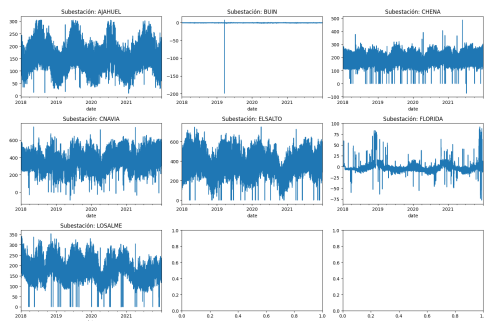 Subestación: AJAHUEL
300
250
200
150
100
50
0
2018 2019 2020 2021
date
Subestación: BUIN
0
−50
−100
−150
−200
2018 2019 2020 2021
date
Subestación: CHENA
500
400
300
200
100
0
−100
2018 2019 2020 2021
date
Subestación: CNAVIA
600
400
200
0
2018 2019 2020 2021
date
Subestación: ELSALTO
600
400
200
0
2018 2019 2020 2021
date
Subestación: FLORIDA
100
75
50
25
0
−25
−50
−75
2018 2019 2020 2021
date
Subestación: LOSALME
350
300
250
200
150
100
50
0
2018 2019 2020 2021
date
1.0
0.8
0.6
0.4
0.2
0.0
0.0 0.2 0.4 0.6 0.8 1.0
1.0
0.8
0.6
0.4
0.2
0.0
0.0 0.2 0.4 0.6 0.8 1.